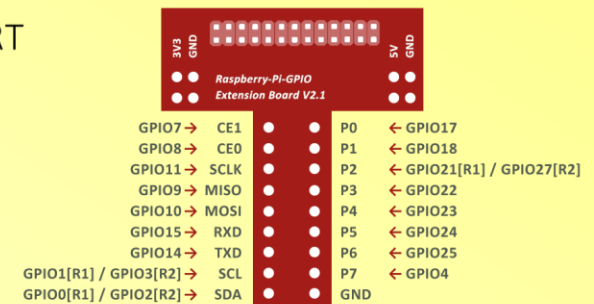 RT
3V3 GND 5V GND
Raspberry-Pi-GPIO
Extension Board V2.1
GPIO7→ CE1 P0 ←GPIO17
GPIO8→ CE0 P1 ←GPIO18
GPIO11→ SCLK P2 ←GPIO21[R1] / GPIO27[R2]
GPIO9→ MISO P3 ←GPIO22
GPIO10→ MOSI P4 ←GPIO23
GPIO15→ RXD P5 ←GPIO24
GPIO14→ TXD P6 ←GPIO25
GPIO1[R1] / GPIO3[R2]→ SCL P7 ←GPIO4
GPIO0[R1] / GPIO2[R2]→ SDA GND